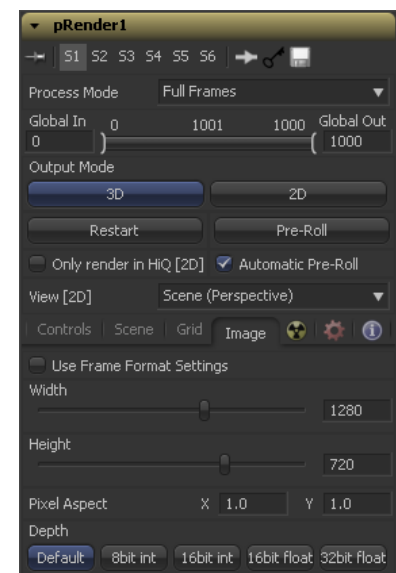 pRender1
S1 S2 S3 S4 S5 S6
Process Mode Full Frames
Global In 0 1001 1000 Global Out
0 1000
Output Mode
3D 2D
Restart Pre-Roll
Only render in HiQ [2D] Automatic Pre-Roll
View [2D] Scene (Perspective)
Controls Scene Grid Image
Use Frame Format Settings
Width
1280
Height
720
Pixel Aspect X 1.0 Y 1.0
Depth
Default 8bit int 16bit int 16bit float 32bit float